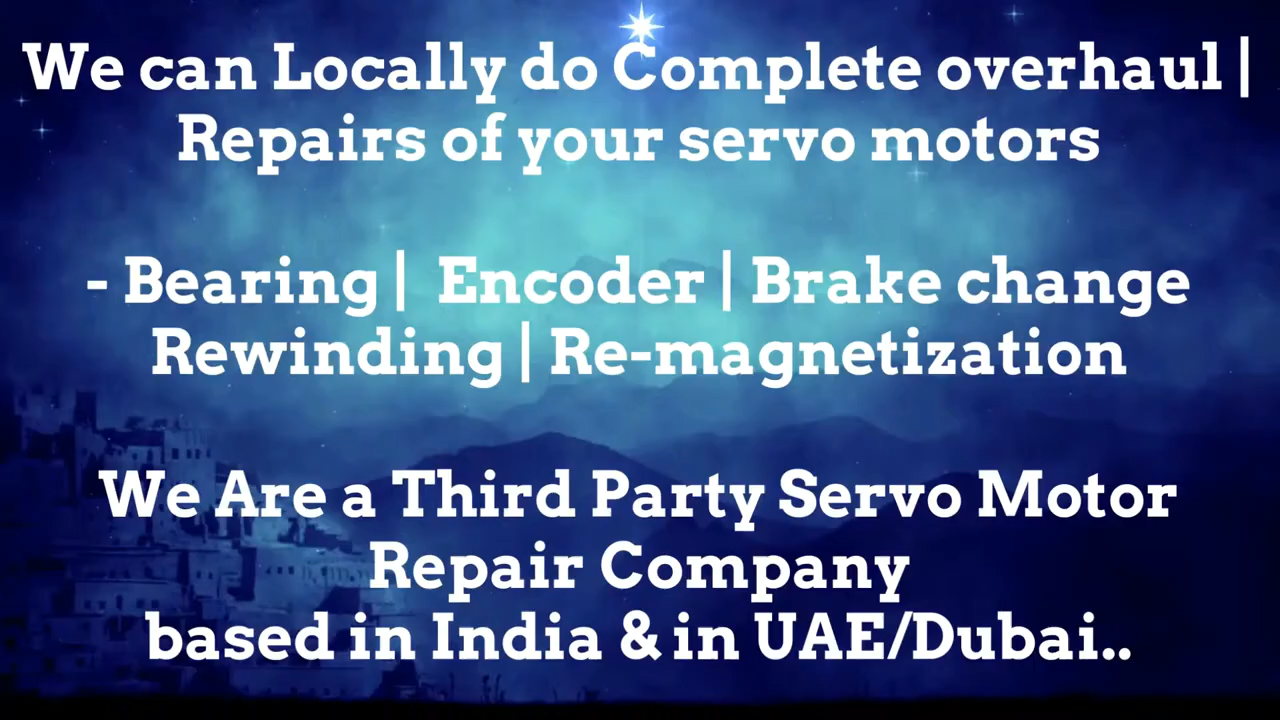 We can Locally do Complete overhaul |
Repairs of your servo motors
- Bearing | Encoder | Brake change
Rewinding | Re-magnetization
We Are a Third Party Servo Motor
Repair Company
based in India & in UAE/Dubai..